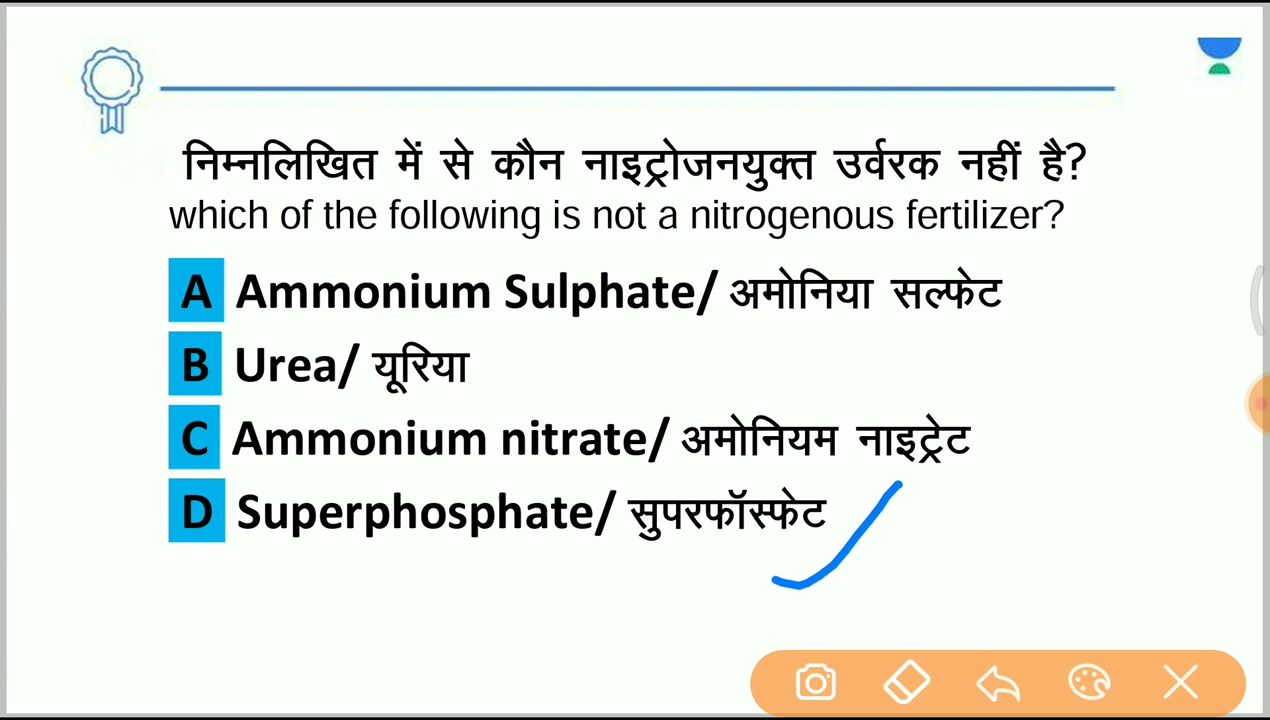 निम्नलिखित में से कौन नाइट्रोजनयुक्त उर्वरक नहीं है?
which of the following is not a nitrogenous fertilizer?
A Ammonium Sulphate/ अमोनिया सल्फेट
B Urea/ यूरिया
C Ammonium nitrate/ अमोनियम नाइट्रेट
D Superphosphate/ सुपरफॉस्फेट